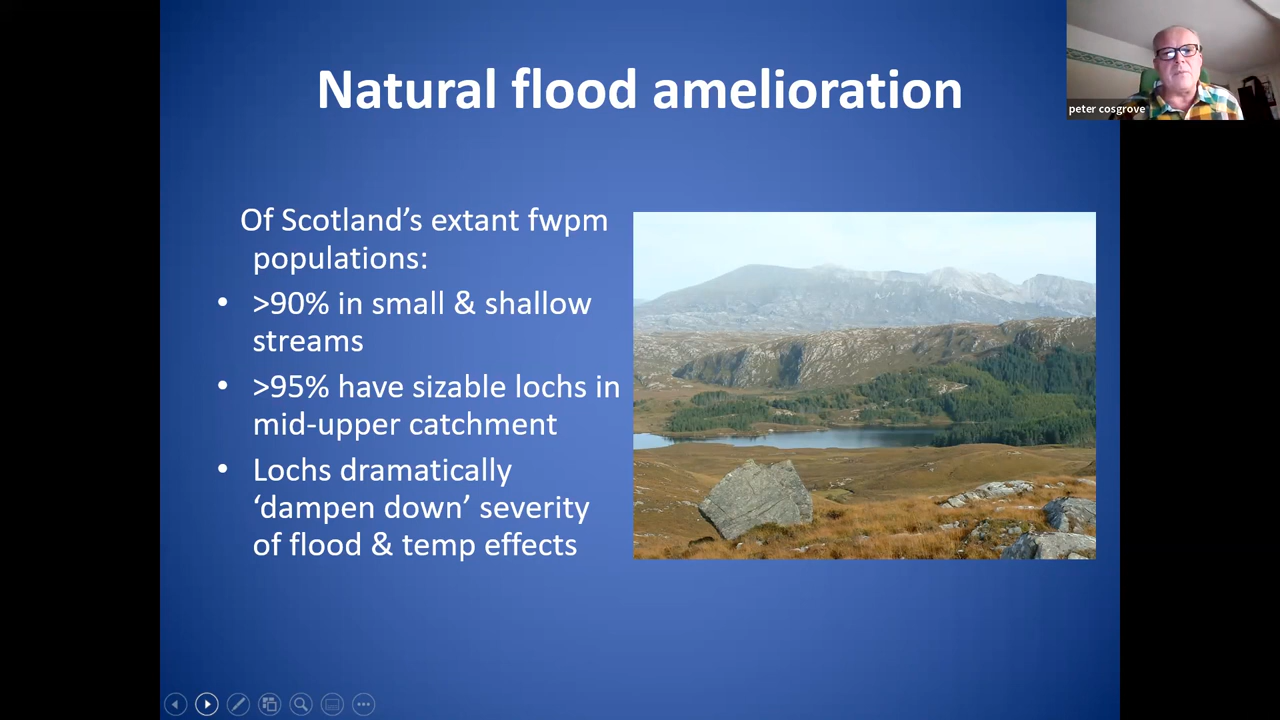 Natural flood amelioration
peter cosgrove
Of Scotland’s extant fwpm
populations:
• >90% in small & shallow
streams
• >95% have sizable lochs in
mid-upper catchment
• Lochs dramatically
‘dampen down’ severity
of flood & temp effects